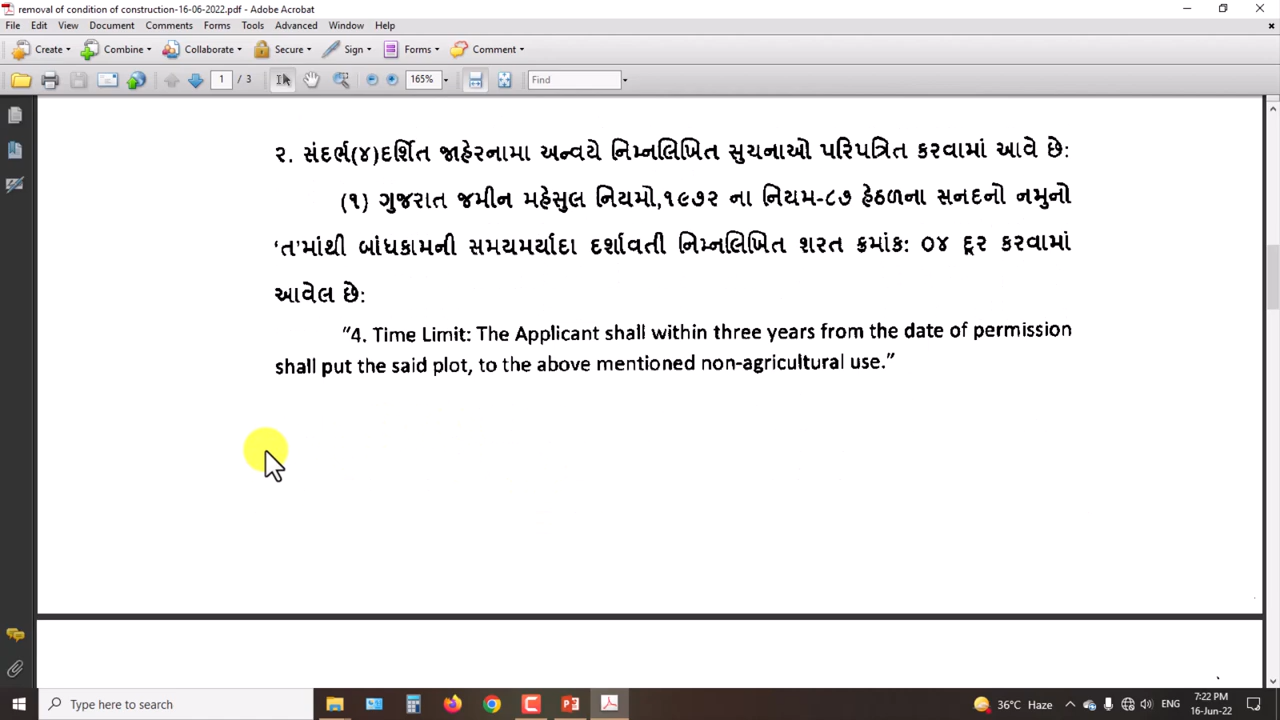 removal of condition of construction-16-06-2022.pdf - Adobe Acrobat
File Edit View Document Comments Forms Tools Advanced Window Help
Create Combine Collaborate Secure Sign Forms Comment
1 / 3 165% Find
૨. સંદર્ભ(૪)દર્શિત જાહેરનામા અન્વયે નિમ્નલિખિત સુચનાઓ પરિપત્રિત કરવામાં આવે છે:
(૧) ગુજરાત જમીન મહેસુલ નિયમો,૧૯૭૨ ના નિયમ-૮૭ હેઠળના સનદનો નમુનો
‘ત’માંથી બાંધકામની સમયમર્યાદા દર્શાવતી નિમ્નલિખિત શરત ક્રમાંક: ૦૪ દૂર કરવામાં
આવેલ છે:
"4. Time Limit: The Applicant shall within three years from the date of permission
shall put the said plot, to the above mentioned non-agricultural use."
Type here to search
36°C Haze
ENG
7:22 PM
16-Jun-22